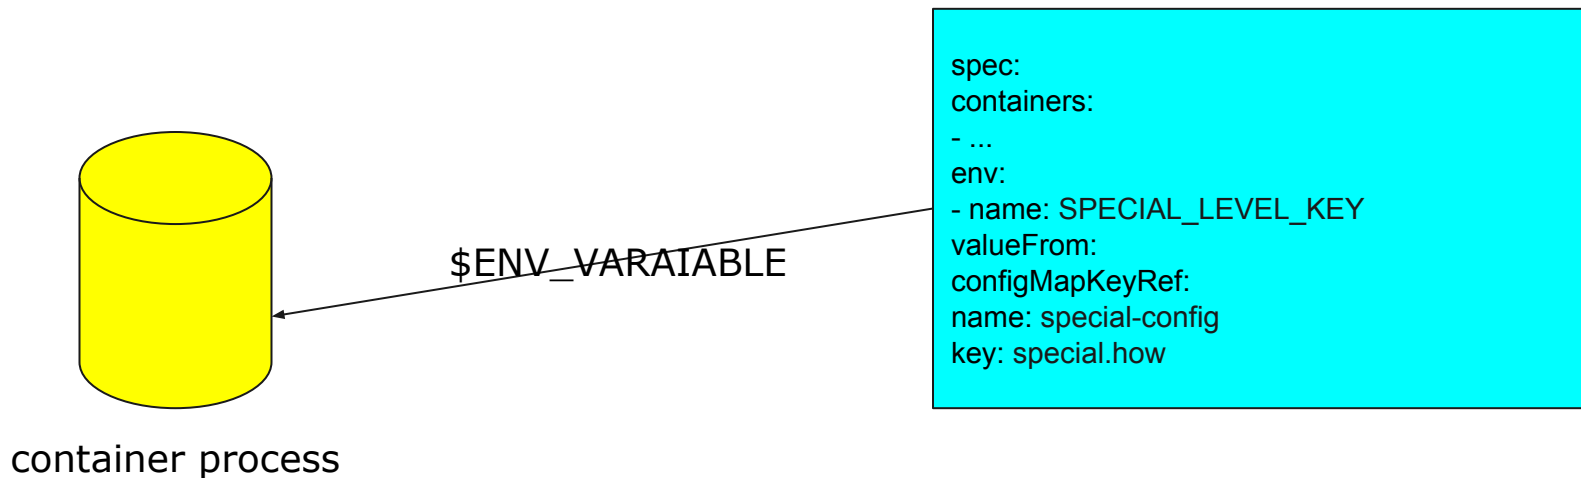 spec:
containers:
- ...
env:
- name: SPECIAL_LEVEL_KEY
valueFrom:
configMapKeyRef:
name: special-config
key: special.how
$ENV_VARAIABLE
container process